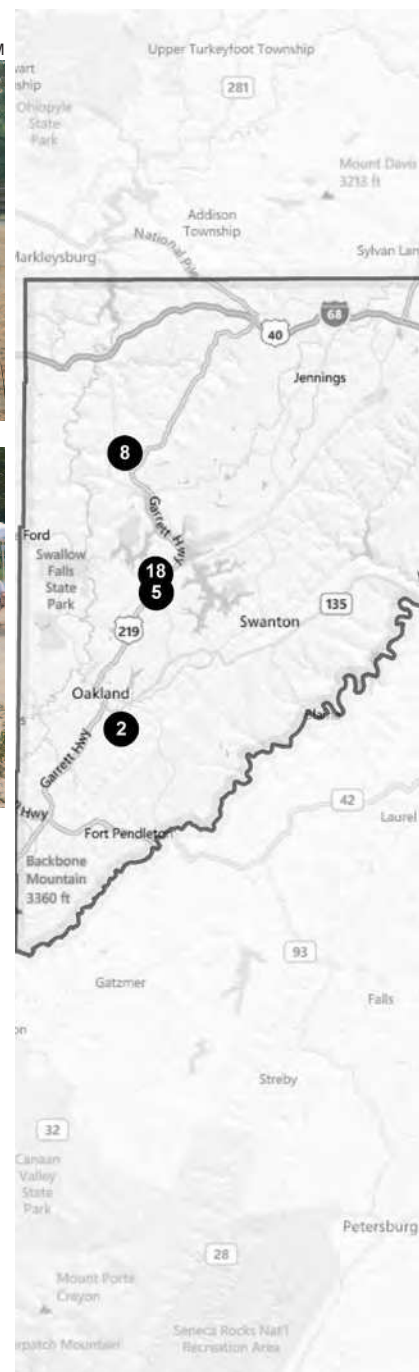 M
Upper Turkeyfoot Township
281
Ohiopyle
State
Park
Mount Davis
3213 ft
Addison
Township
National
Markleysburg
Sylvan
68
40
Jennings
8
Garrett Hwy
Ford
Swallow
Falls
State
Park
18
5
135
219
Swanton
Oakland
2
Garrett Hwy
42
Hwy
Fort Pendleton
Laurel
Backbone
Mountain
3360 ft
93
Gatzmer
Falls
Streby
32
Canaan
Valley
State
Park
Petersburg
28
Mount Porte
Crayon
Seneca Rocks Nat'l
Recreation Area
Mountain